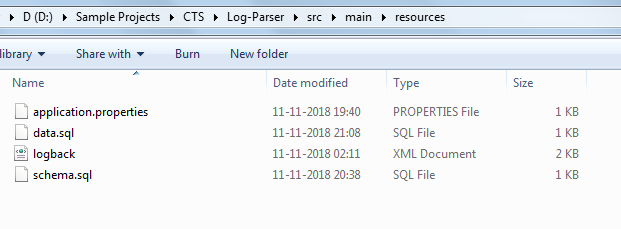 D (D:) ▸ Sample Projects ▸ CTS ▸ Log-Parser ▸ src ▸ main ▸ resources
library ▼ Share with ▼ Burn New folder
Name Date modified Type Size
application.properties 11-11-2018 19:40 PROPERTIES File 1 KB
data.sql 11-11-2018 21:08 SQL File 1 KB
logback 11-11-2018 02:11 XML Document 2 KB
schema.sql 11-11-2018 20:38 SQL File 1 KB